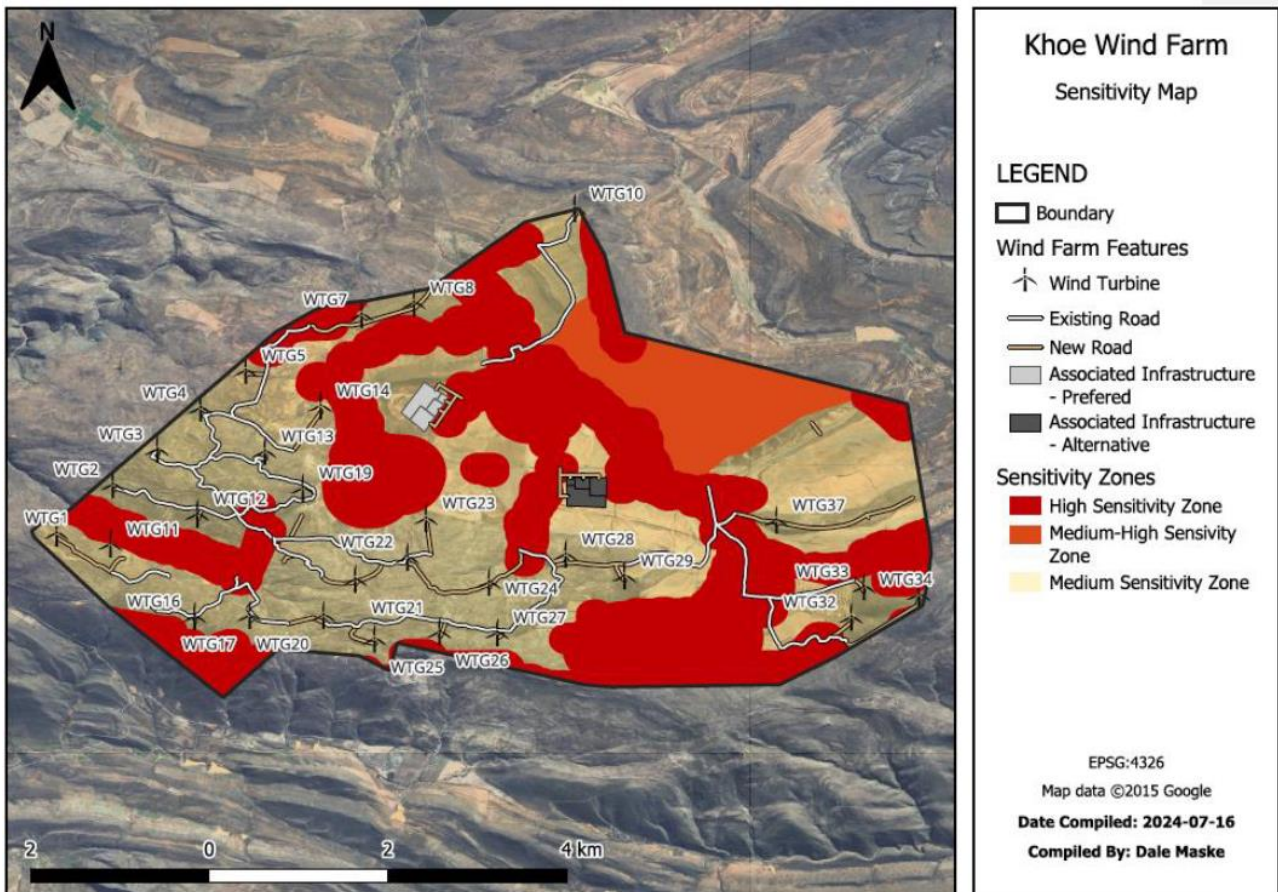 N
WTG10
WTG8
WTG7
WTG5
WTG14
WTG4
WTG13
WTG3
WTG19
WTG2
WTG12
WTG23
WTG37
WTG1
WTG11
WTG22
WTG28
WTG29
WTG33
WTG34
WTG24
WTG32
WTG16
WTG21
WTG27
WTG17
WTG20
WTG25
WTG26
2
0
2
4 km
Khoe Wind Farm
Sensitivity Map
LEGEND
Boundary
Wind Farm Features
Wind Turbine
Existing Road
New Road
Associated Infrastructure
- Prefered
Associated Infrastructure
- Alternative
Sensitivity Zones
High Sensitivity Zone
Medium-High Sensivity
Zone
Medium Sensitivity Zone
EPSG:4326
Map data ©2015 Google
Date Compiled: 2024-07-16
Compiled By: Dale Maske